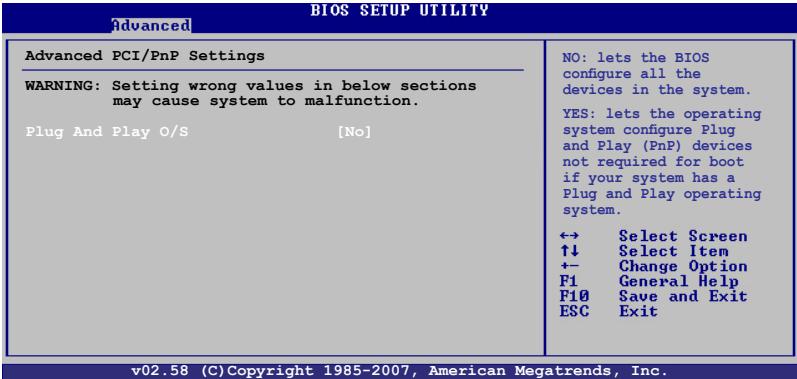 BIOS SETUP UTILITY
Advanced
Advanced PCI/PnP Settings
WARNING: Setting wrong values in below sections
may cause system to malfunction.
Plug And Play O/S [No]
NO: lets the BIOS
configure all the
devices in the system.
YES: lets the operating
system configure Plug
and Play (PnP) devices
not required for boot
if your system has a
Plug and Play operating
system.
←→ Select Screen
↑↓ Select Item
+- Change Option
F1 General Help
F10 Save and Exit
ESC Exit
v02.58 (C)Copyright 1985-2007, American Megatrends, Inc.